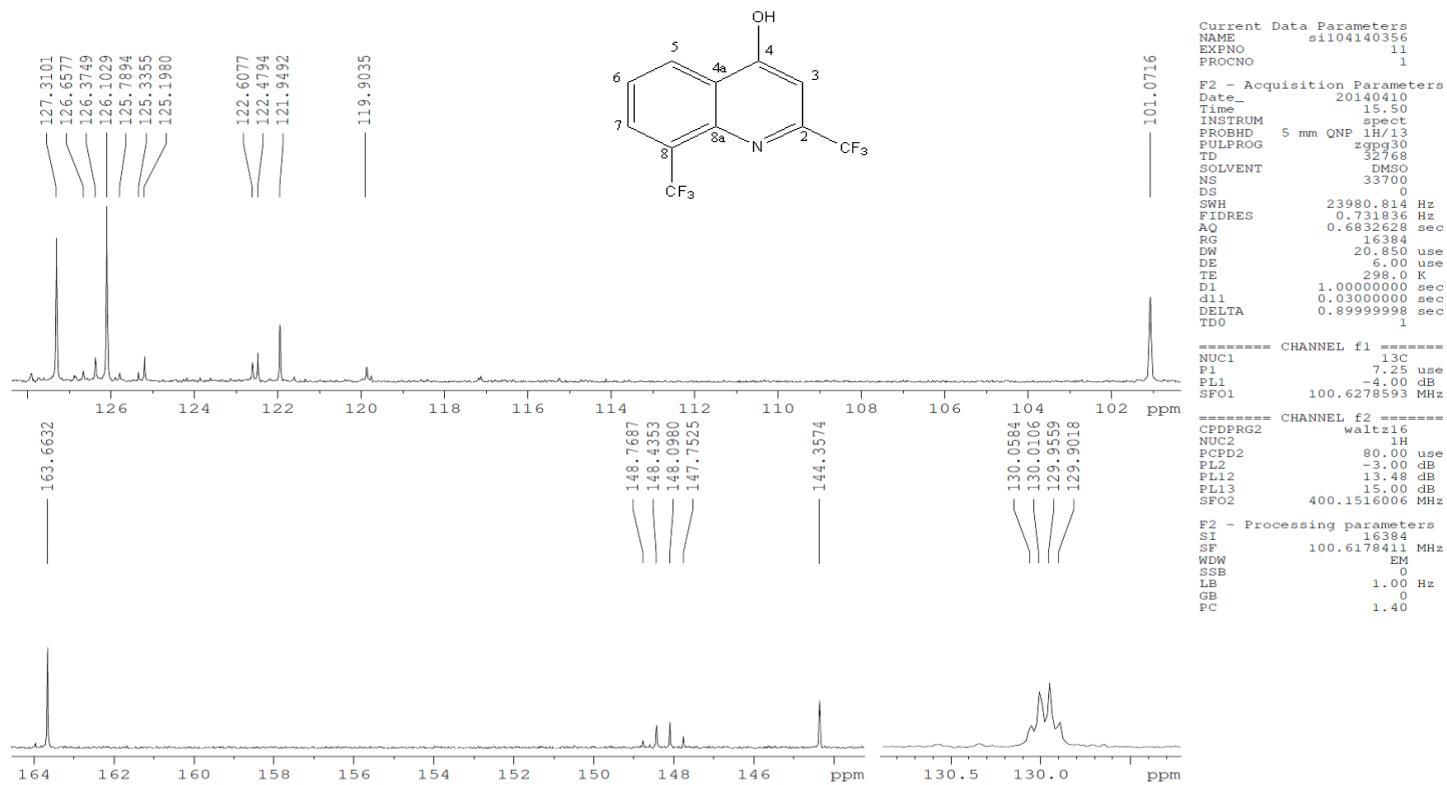 127.3101
126.6577
126.3749
126.1029
125.7894
125.3355
125.1980
122.6077
122.4794
121.9492
119.9035
101.0716
OH
4
5
4a
3
6
7
8a
8
N
2
CF3
CF3
126 124 122 120 118 116 114 112 110 108 106 104 102 ppm
163.6632
148.7687
148.4353
148.0980
147.7525
144.3574
130.0584
130.0106
129.9559
129.9018
164 162 160 158 156 154 152 150 148 146 ppm
130.5 130.0 ppm
Current Data Parameters
NAME si104140356
EXPNO 11
PROCNO 1
F2 - Acquisition Parameters
Date_ 20140410
Time 15.50
INSTRUM spect
PROBHD 5 mm QNP 1H/13
PULPROG zgpg30
TD 32768
SOLVENT DMSO
NS 33700
DS 0
SWH 23980.814 Hz
FIDRES 0.731836 Hz
AQ 0.6832628 sec
RG 16384
DW 20.850 use
DE 6.00 use
TE 298.0 K
D1 1.00000000 sec
d11 0.03000000 sec
DELTA 0.89999998 sec
TD0 1
======== CHANNEL f1 ========
NUC1 13C
P1 7.25 use
PL1 -4.00 dB
SFO1 100.6278593 MHz
======== CHANNEL f2 ========
CPDPRG2 waltz16
NUC2 1H
PCPD2 80.00 use
PL2 -3.00 dB
PL12 13.48 dB
PL13 15.00 dB
SFO2 400.1516006 MHz
F2 - Processing parameters
SI 16384
SF 100.6178411 MHz
WDW EM
SSB 0
LB 1.00 Hz
GB 0
PC 1.40